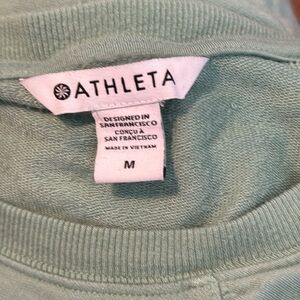 ATHLETA
DESIGNED IN
SAN FRANCISCO
CONÇU À
SAN FRANCISCO
MADE IN VIETNAM
M